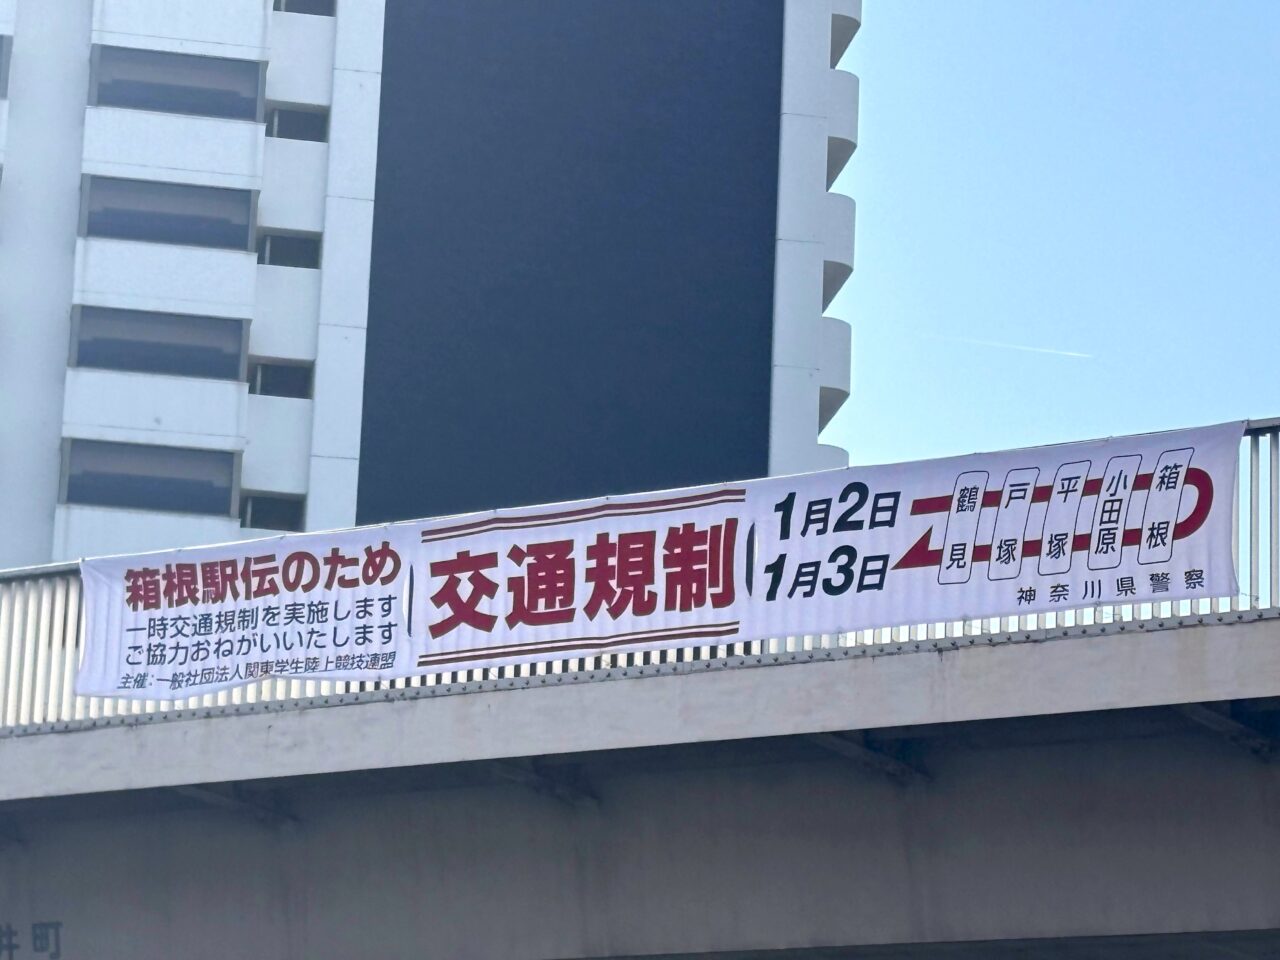 箱根駅伝のため
一時交通規制を実施します
ご協力おねがいいたします
主催:一般社団法人関東学生陸上競技連盟
交通規制
1月2日
1月3日
鶴見
戸塚
平塚
小田原
箱根
神奈川県警察
井町